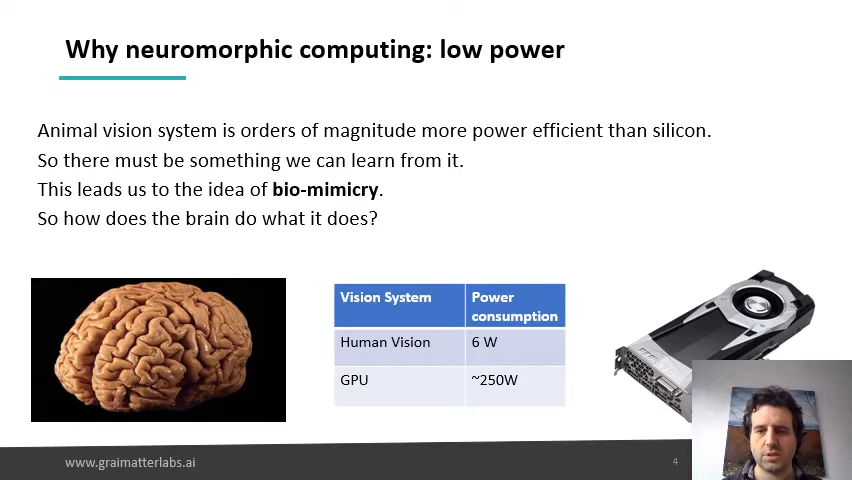 Why neuromorphic computing: low power
Animal vision system is orders of magnitude more power efficient than silicon.
So there must be something we can learn from it.
This leads us to the idea of bio-mimicry.
So how does the brain do what it does?
Vision System
Power
consumption
Human Vision
6 W
GPU
~250W
www.graimatterlabs.ai
4